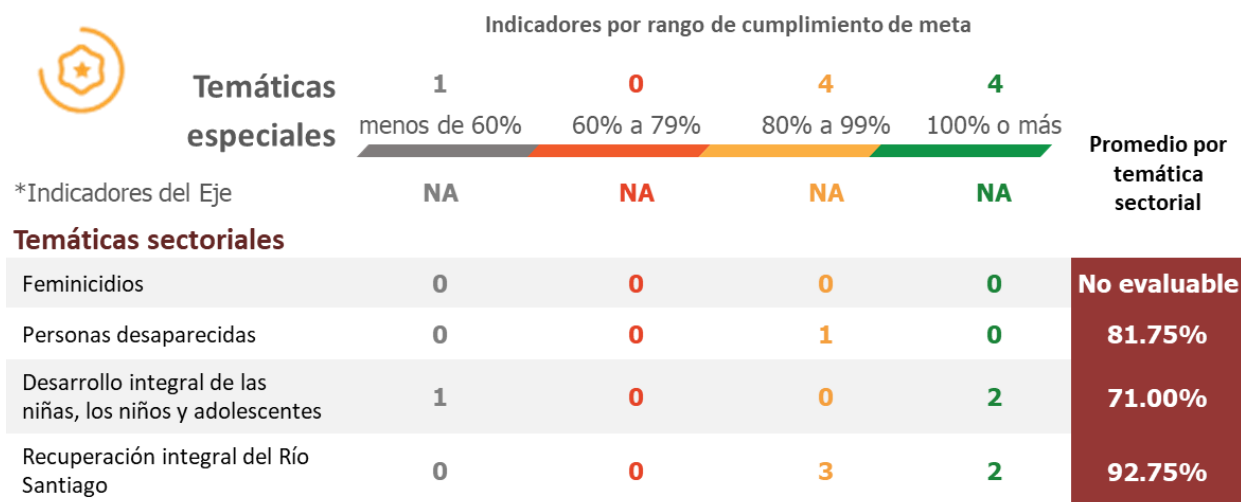 Indicadores por rango de cumplimiento de meta
Temáticas especiales
1 0 4 4
menos de 60% 60% a 79% 80% a 99% 100% o más
Promedio por
temática
sectorial
*Indicadores del Eje NA NA NA NA
Temáticas sectoriales
Feminicidios 0 0 0 0 No evaluable
Personas desaparecidas 0 0 1 0 81.75%
Desarrollo integral de las
niñas, los niños y adolescentes 1 0 0 2 71.00%
Recuperación integral del Río
Santiago 0 0 3 2 92.75%